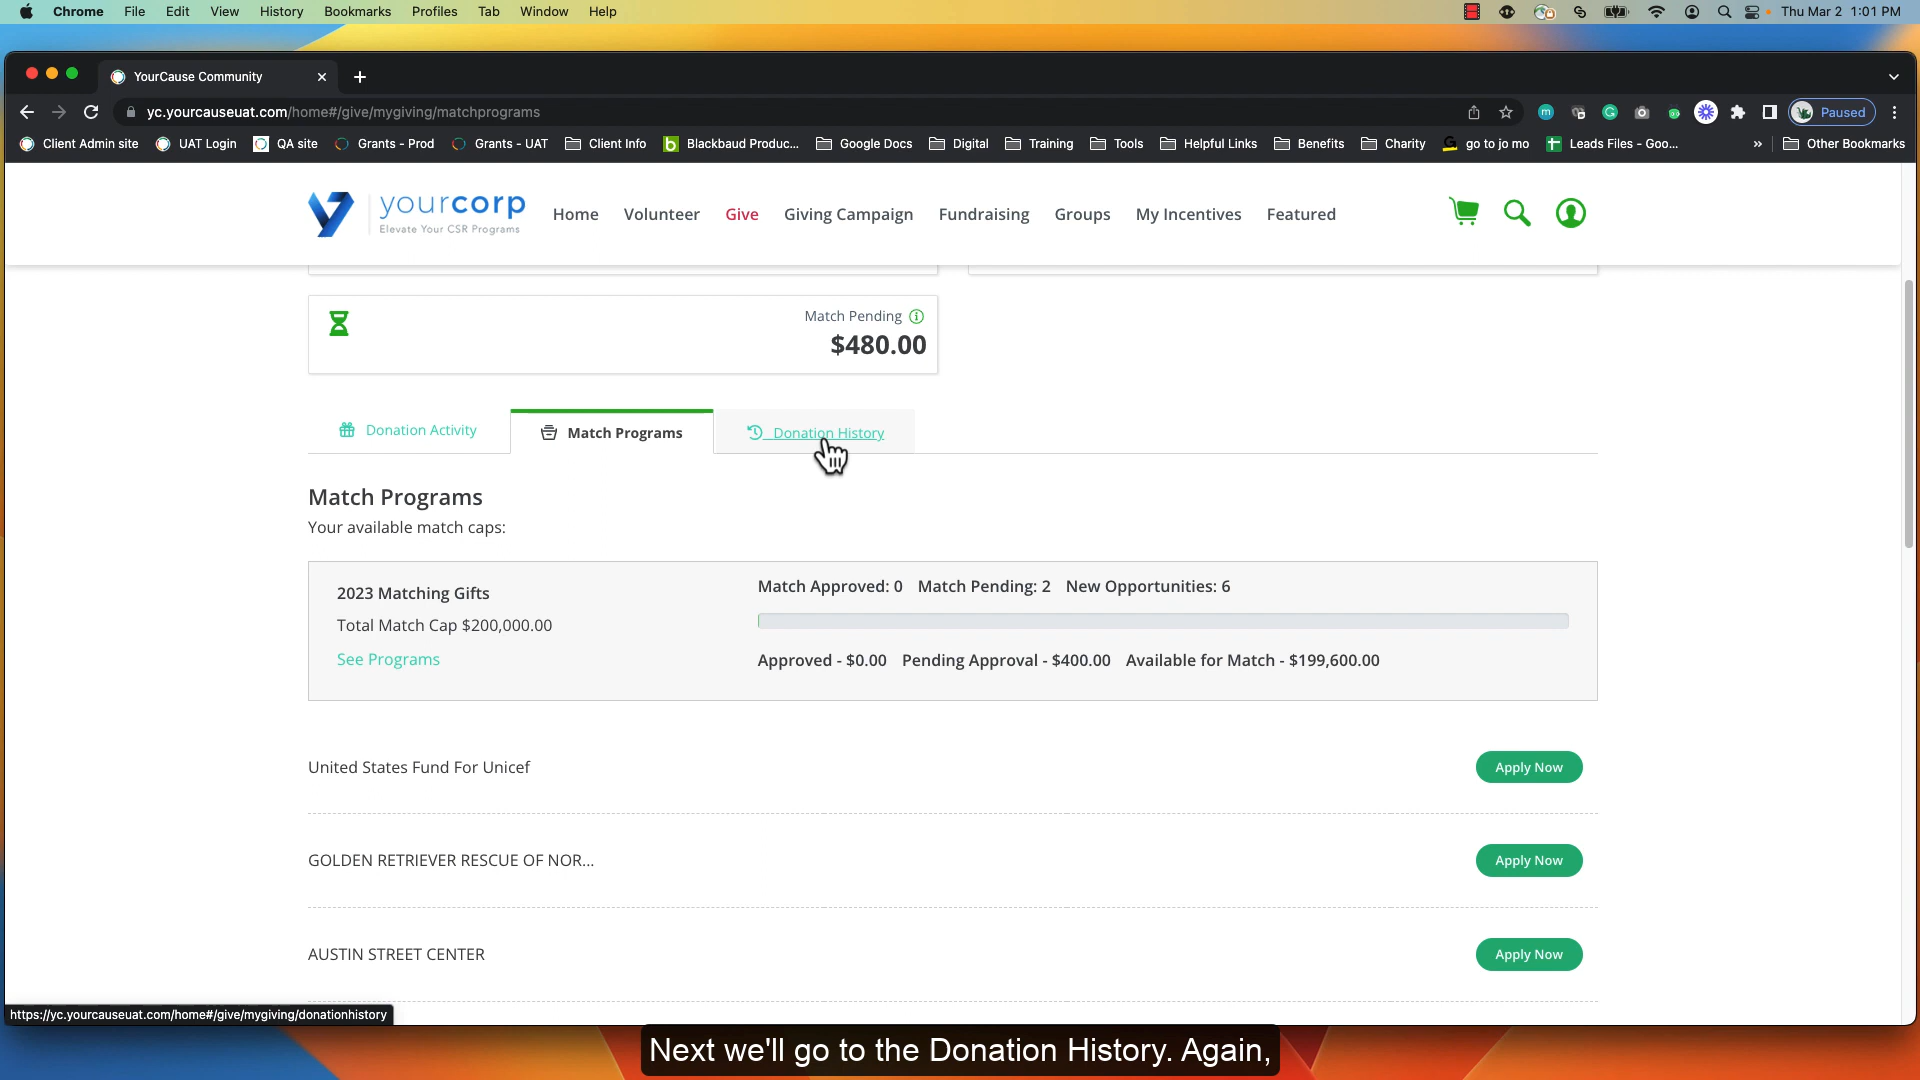 Chrome File Edit View History Bookmarks Profiles Tab Window Help Thu Mar 2 1:01 PM
YourCause Community
yc.yourcauseuat.com/home#/give/mygiving/matchprograms Paused
Client Admin site UAT Login QA site Grants - Prod Grants - UAT Client Info Blackbaud Produc... Google Docs Digital Training Tools Helpful Links Benefits Charity go to jo mo Leads Files - Goo... » Other Bookmarks
yourcorp
Elevate Your CSR Programs
Home Volunteer Give Giving Campaign Fundraising Groups My Incentives Featured
Match Pending
$480.00
Donation Activity Match Programs Donation History
Match Programs
Your available match caps:
2023 Matching Gifts
Total Match Cap $200,000.00
See Programs
Match Approved: 0 Match Pending: 2 New Opportunities: 6
Approved - $0.00 Pending Approval - $400.00 Available for Match - $199,600.00
United States Fund For Unicef Apply Now
GOLDEN RETRIEVER RESCUE OF NOR... Apply Now
AUSTIN STREET CENTER Apply Now
https://yc.yourcauseuat.com/home#/give/mygiving/donationhistory
Next we'll go to the Donation History. Again,